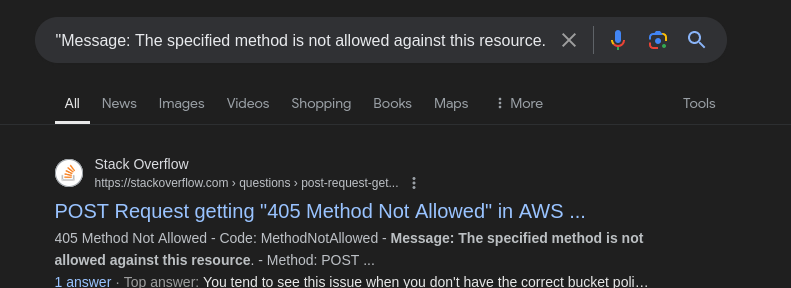 "Message: The specified method is not allowed against this resource.
All News Images Videos Shopping Books Maps More Tools
Stack Overflow
https://stackoverflow.com › questions › post-request-get...
POST Request getting "405 Method Not Allowed" in AWS ...
405 Method Not Allowed - Code: MethodNotAllowed - Message: The specified method is not
allowed against this resource. - Method: POST ...
1 answer · Top answer: You tend to see this issue when you don't have the correct bucket poli…